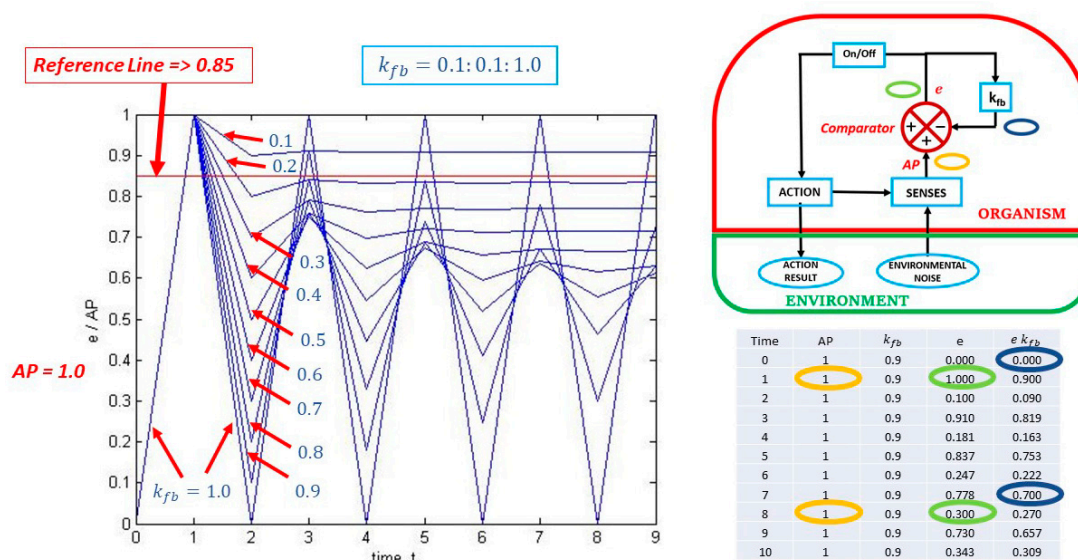 Reference Line => 0.85
k_fb = 0.1: 0.1: 1.0
1
0.9
0.8
0.7
0.6
0.5
0.4
0.3
0.2
0.1
0
e / AP
AP = 1.0
0.1
0.2
0.3
0.4
0.5
0.6
0.7
0.8
0.9
k_fb = 1.0
0 1 2 3 4 5 6 7 8 9
time, t
On/Off
e
k_fb
Comparator
+ −
+
AP
ACTION
SENSES
ORGANISM
ACTION
RESULT
ENVIRONMENTAL
NOISE
ENVIRONMENT
Time AP k_fb e e k_fb
0 1 0.9 0.000 0.000
1 1 0.9 1.000 0.900
2 1 0.9 0.100 0.090
3 1 0.9 0.910 0.819
4 1 0.9 0.181 0.163
5 1 0.9 0.837 0.753
6 1 0.9 0.247 0.222
7 1 0.9 0.778 0.700
8 1 0.9 0.300 0.270
9 1 0.9 0.730 0.657
10 1 0.9 0.343 0.309